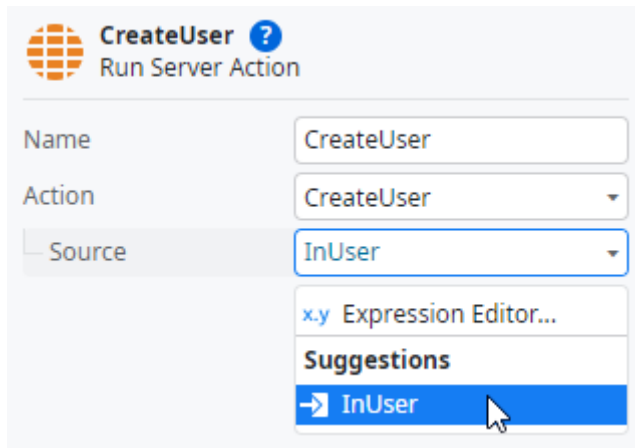 CreateUser ?
Run Server Action
Name CreateUser
Action CreateUser
Source InUser
x.y Expression Editor...
Suggestions
InUser